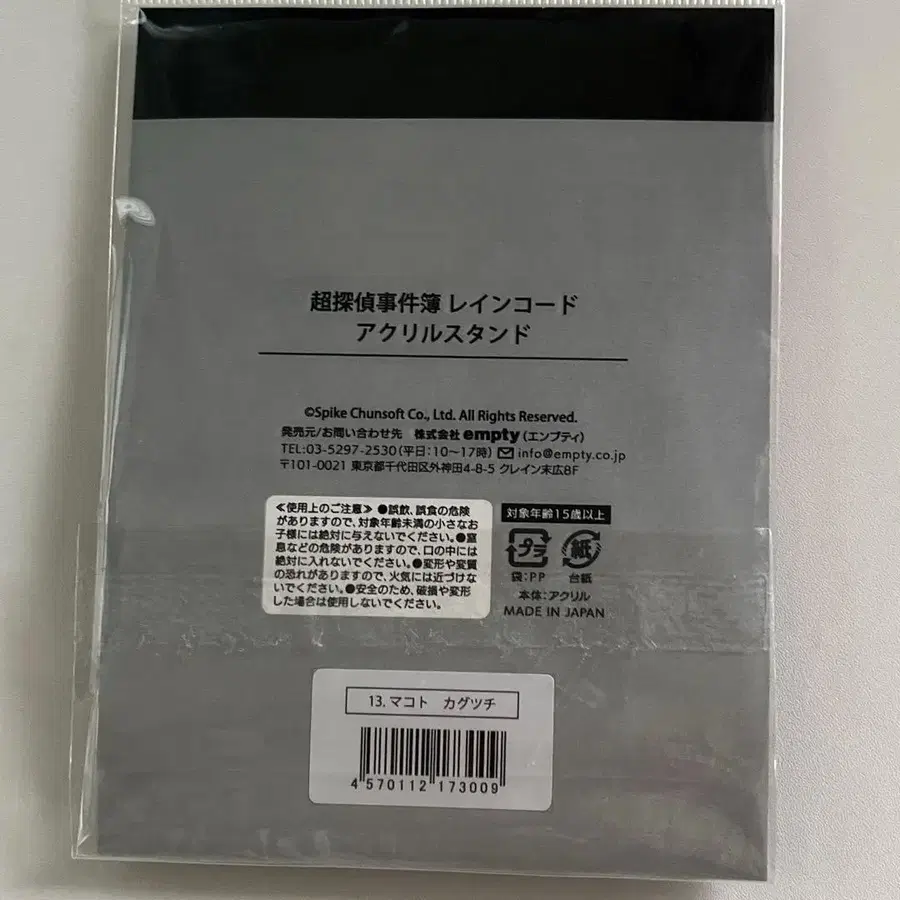 超探偵事件簿 レインコード
アクリルスタンド
©Spike Chunsoft Co., Ltd. All Rights Reserved.
発売元/お問い合わせ先 株式会社 empty (エンプティ)
TEL:03-5297-2530(平日:10~17時) info@empty.co.jp
〒101-0021 東京都千代田区外神田4-8-5 クレイン末広8F
≪使用上のご注意≫ ●誤飲、誤食の危険
がありますので、対象年齢未満の小さなお
子様には絶対に与えないでください。●窒
息などの危険がありますので、口の中には
絶対に入れないでください。●変形や変質
の恐れがありますので、火気には近づけな
いでください。●安全のため、破損や変形
した場合は使用しないでください。
対象年齢15歳以上
プラ 紙
袋:PP 台紙
本体:アクリル
MADE IN JAPAN
13.マコト カグツチ
4 570112 173009